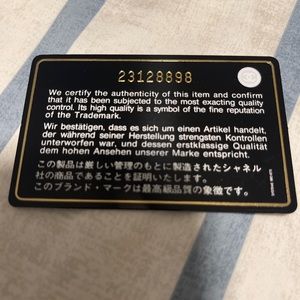 23128898
We certify the authenticity of this item and confirm
that it has been subjected to the most exacting quality
control. Its high quality is a symbol of the fine reputation
of the Trademark.
Wir bestätigen, dass es sich um einen Artikel handelt,
der während seiner Herstellung strengsten Kontrollen
unterworfen war, und dessen erstklassige Qualität
dem hohen Ansehen unserer Marke entspricht.
この製品は厳しい管理のもとに製造されたシャネル
社の商品であることを証明いたします。
このブランド・マークは最高級品質の象徴です。